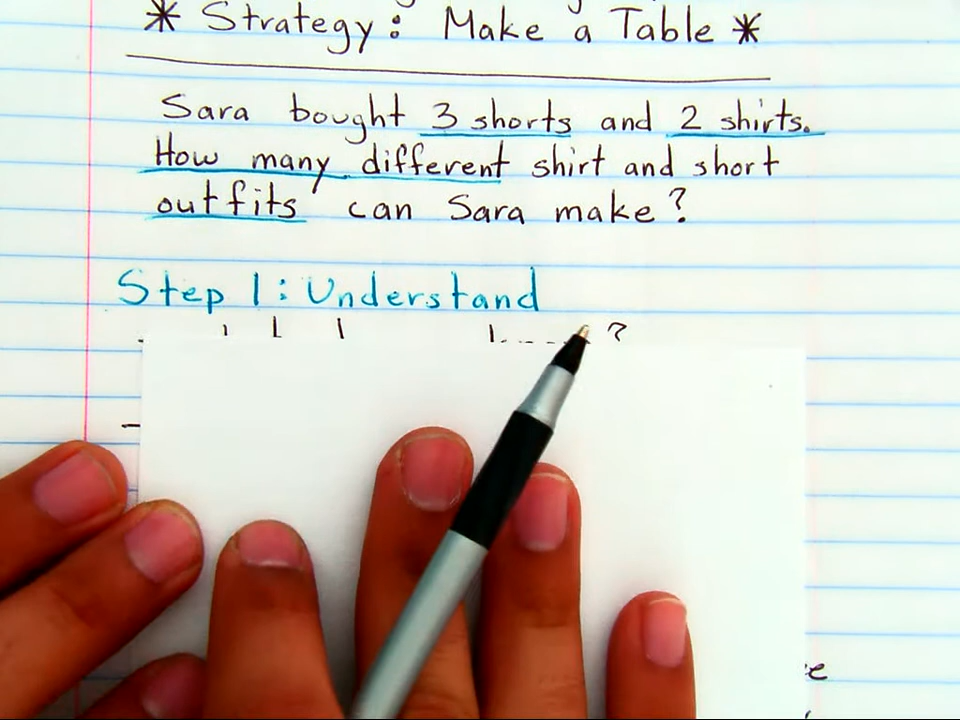 * Strategy: Make a Table *
Sara bought 3 shorts and 2 shirts.
How many different shirt and short
outfits can Sara make?
Step 1: Understand